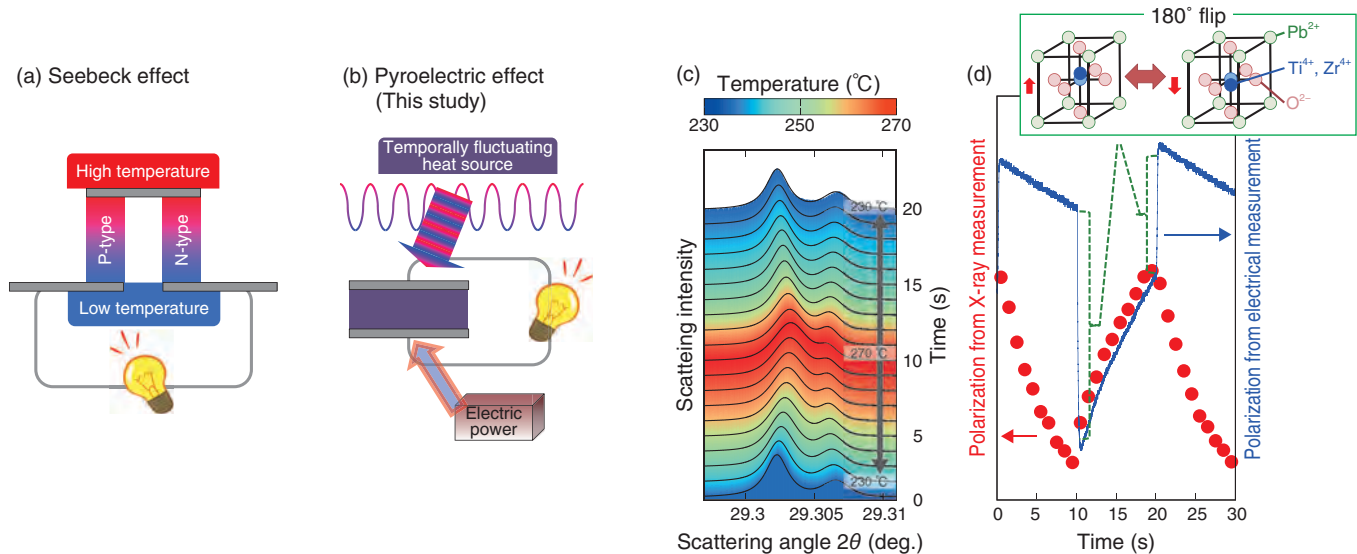 (a) Seebeck effect
High temperature
P-type
N-type
Low temperature
(b) Pyroelectric effect
(This study)
Temporally fluctuating
heat source
Electric
power
(c)
Temperature (℃)
230
250
270
Scatteing intensity
230 ℃
270 ℃
230 ℃
20
15
10
5
0
Time (s)
29.3
29.305
29.31
Scattering angle 2θ (deg.)
(d)
180° flip
Pb2+
Ti4+, Zr4+
O2−
Polarization from X-ray measurement
Polarization from electrical measurement
0 5 10 15 20 25 30
Time (s)